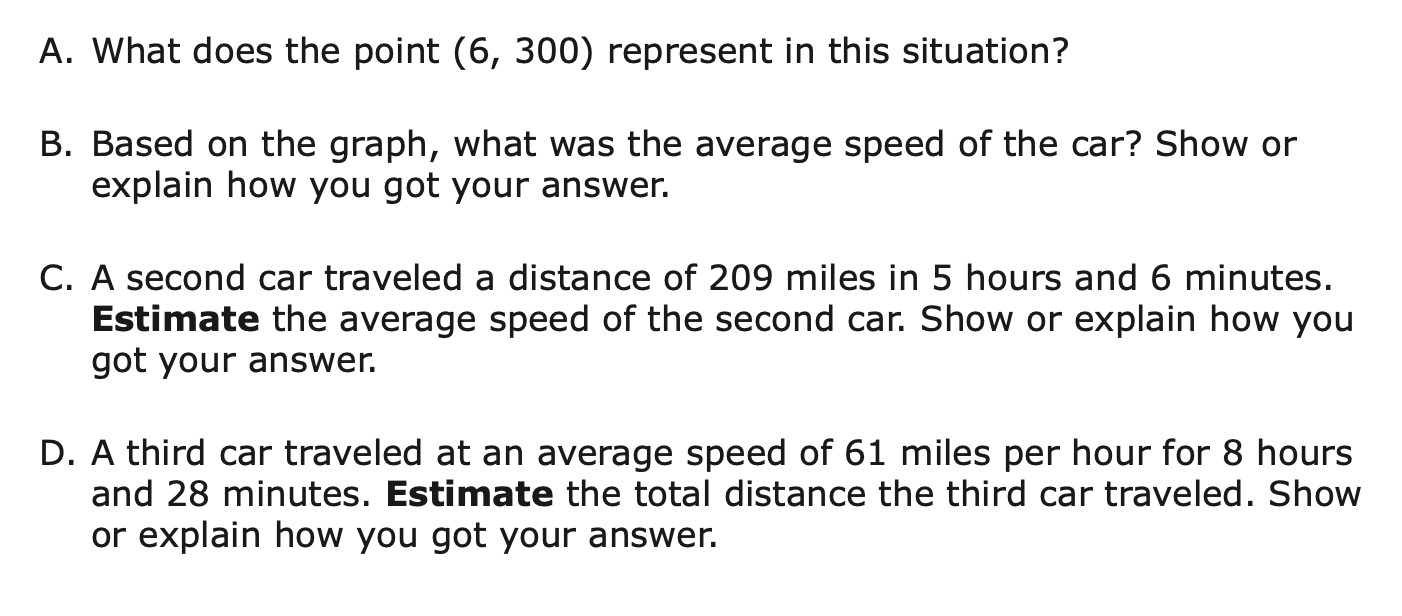 A. What does the point (6, 300) represent in this situation?
B. Based on the graph, what was the average speed of the car? Show or
explain how you got your answer.
C. A second car traveled a distance of 209 miles in 5 hours and 6 minutes.
Estimate the average speed of the second car. Show or explain how you
got your answer.
D. A third car traveled at an average speed of 61 miles per hour for 8 hours
and 28 minutes. Estimate the total distance the third car traveled. Show
or explain how you got your answer.